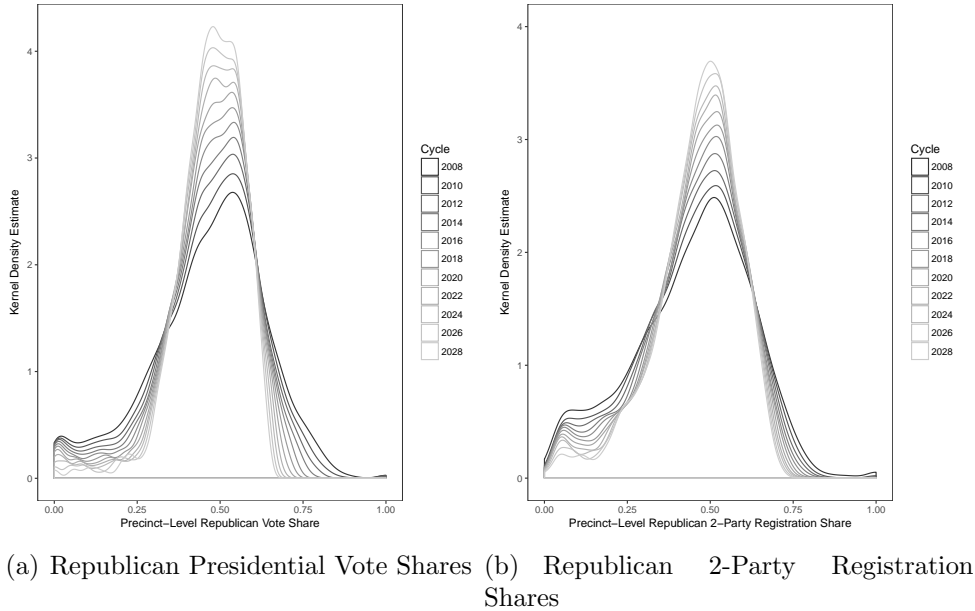 4
3
2
1
0
Kernel Density Estimate
0.00 0.25 0.50 0.75 1.00
Precinct−Level Republican Vote Share
Cycle
2008
2010
2012
2014
2016
2018
2020
2022
2024
2026
2028
(a) Republican Presidential Vote Shares
4
3
2
1
0
Kernel Density Estimate
0.00 0.25 0.50 0.75 1.00
Precinct−Level Republican 2−Party Registration Share
Cycle
2008
2010
2012
2014
2016
2018
2020
2022
2024
2026
2028
(b) Republican 2-Party Registration
Shares